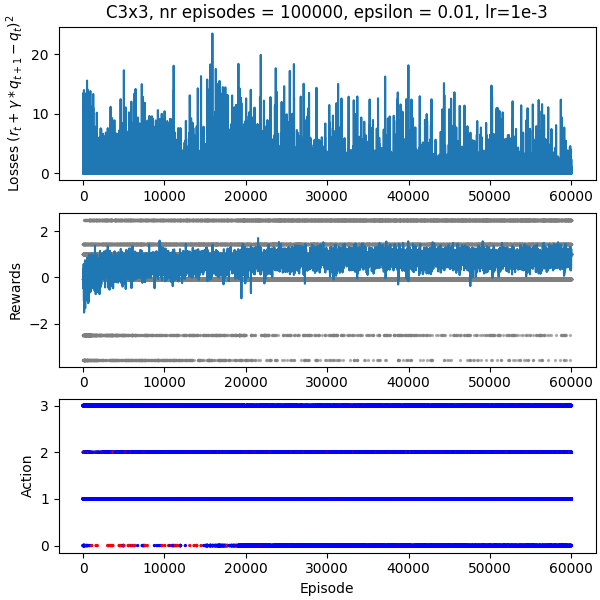 C3x3, nr episodes = 100000, epsilon = 0.01, lr=1e-3
Losses $(r_t + \gamma * q_{t+1} - q_t)^2$
20
10
0
0 10000 20000 30000 40000 50000 60000
Rewards
2
0
−2
0 10000 20000 30000 40000 50000 60000
Action
3
2
1
0
0 10000 20000 30000 40000 50000 60000
Episode